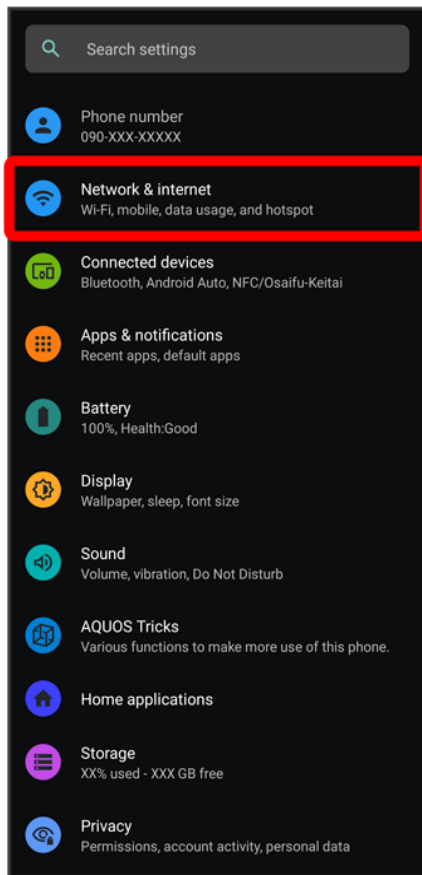 Search settings
Phone number
090-XXX-XXXXX
Network & internet
Wi-Fi, mobile, data usage, and hotspot
Connected devices
Bluetooth, Android Auto, NFC/Osaifu-Keitai
Apps & notifications
Recent apps, default apps
Battery
100%, Health:Good
Display
Wallpaper, sleep, font size
Sound
Volume, vibration, Do Not Disturb
AQUOS Tricks
Various functions to make more use of this phone.
Home applications
Storage
XX% used - XXX GB free
Privacy
Permissions, account activity, personal data